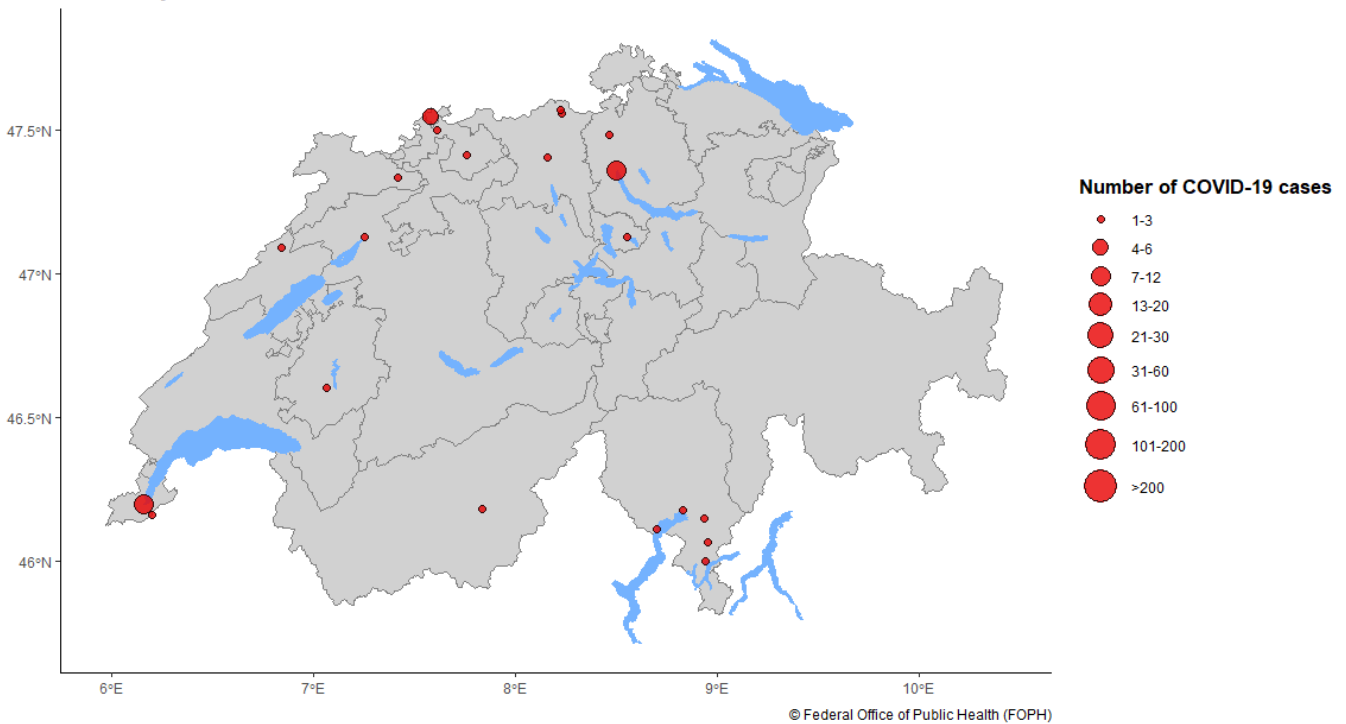 47.5°N
47°N
46.5°N
46°N
6°E
7°E
8°E
9°E
10°E
Number of COVID-19 cases
1-3
4-6
7-12
13-20
21-30
31-60
61-100
101-200
>200
© Federal Office of Public Health (FOPH)